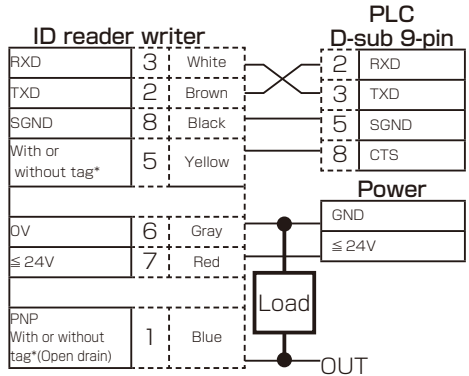 PLC
ID reader writer D-sub 9-pin
RXD 3 White 2 RXD
TXD 2 Brown 3 TXD
SGND 8 Black 5 SGND
With or
without tag* 5 Yellow 8 CTS
Power
GND
0V 6 Gray
≦ 24V
≦ 24V 7 Red
Load
PNP
With or without 1 Blue
tag*(Open drain)
OUT